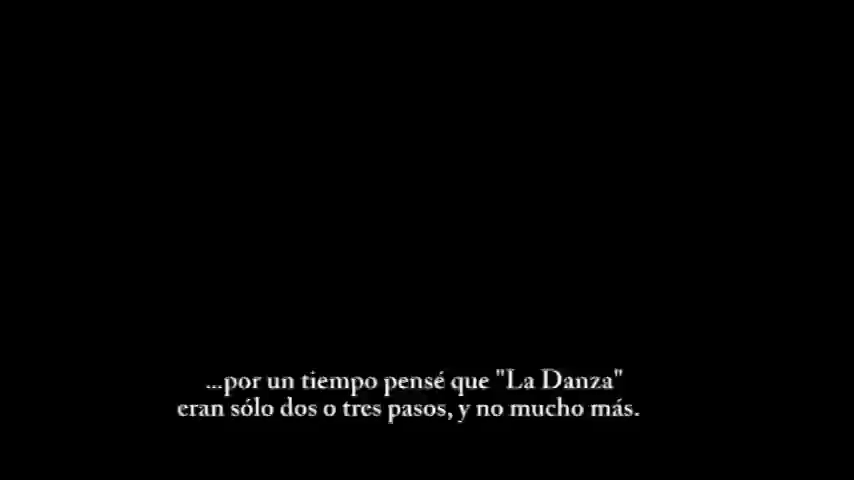 ...por un tiempo pensé que "La Danza"
eran sólo dos o tres pasos, y no mucho más.